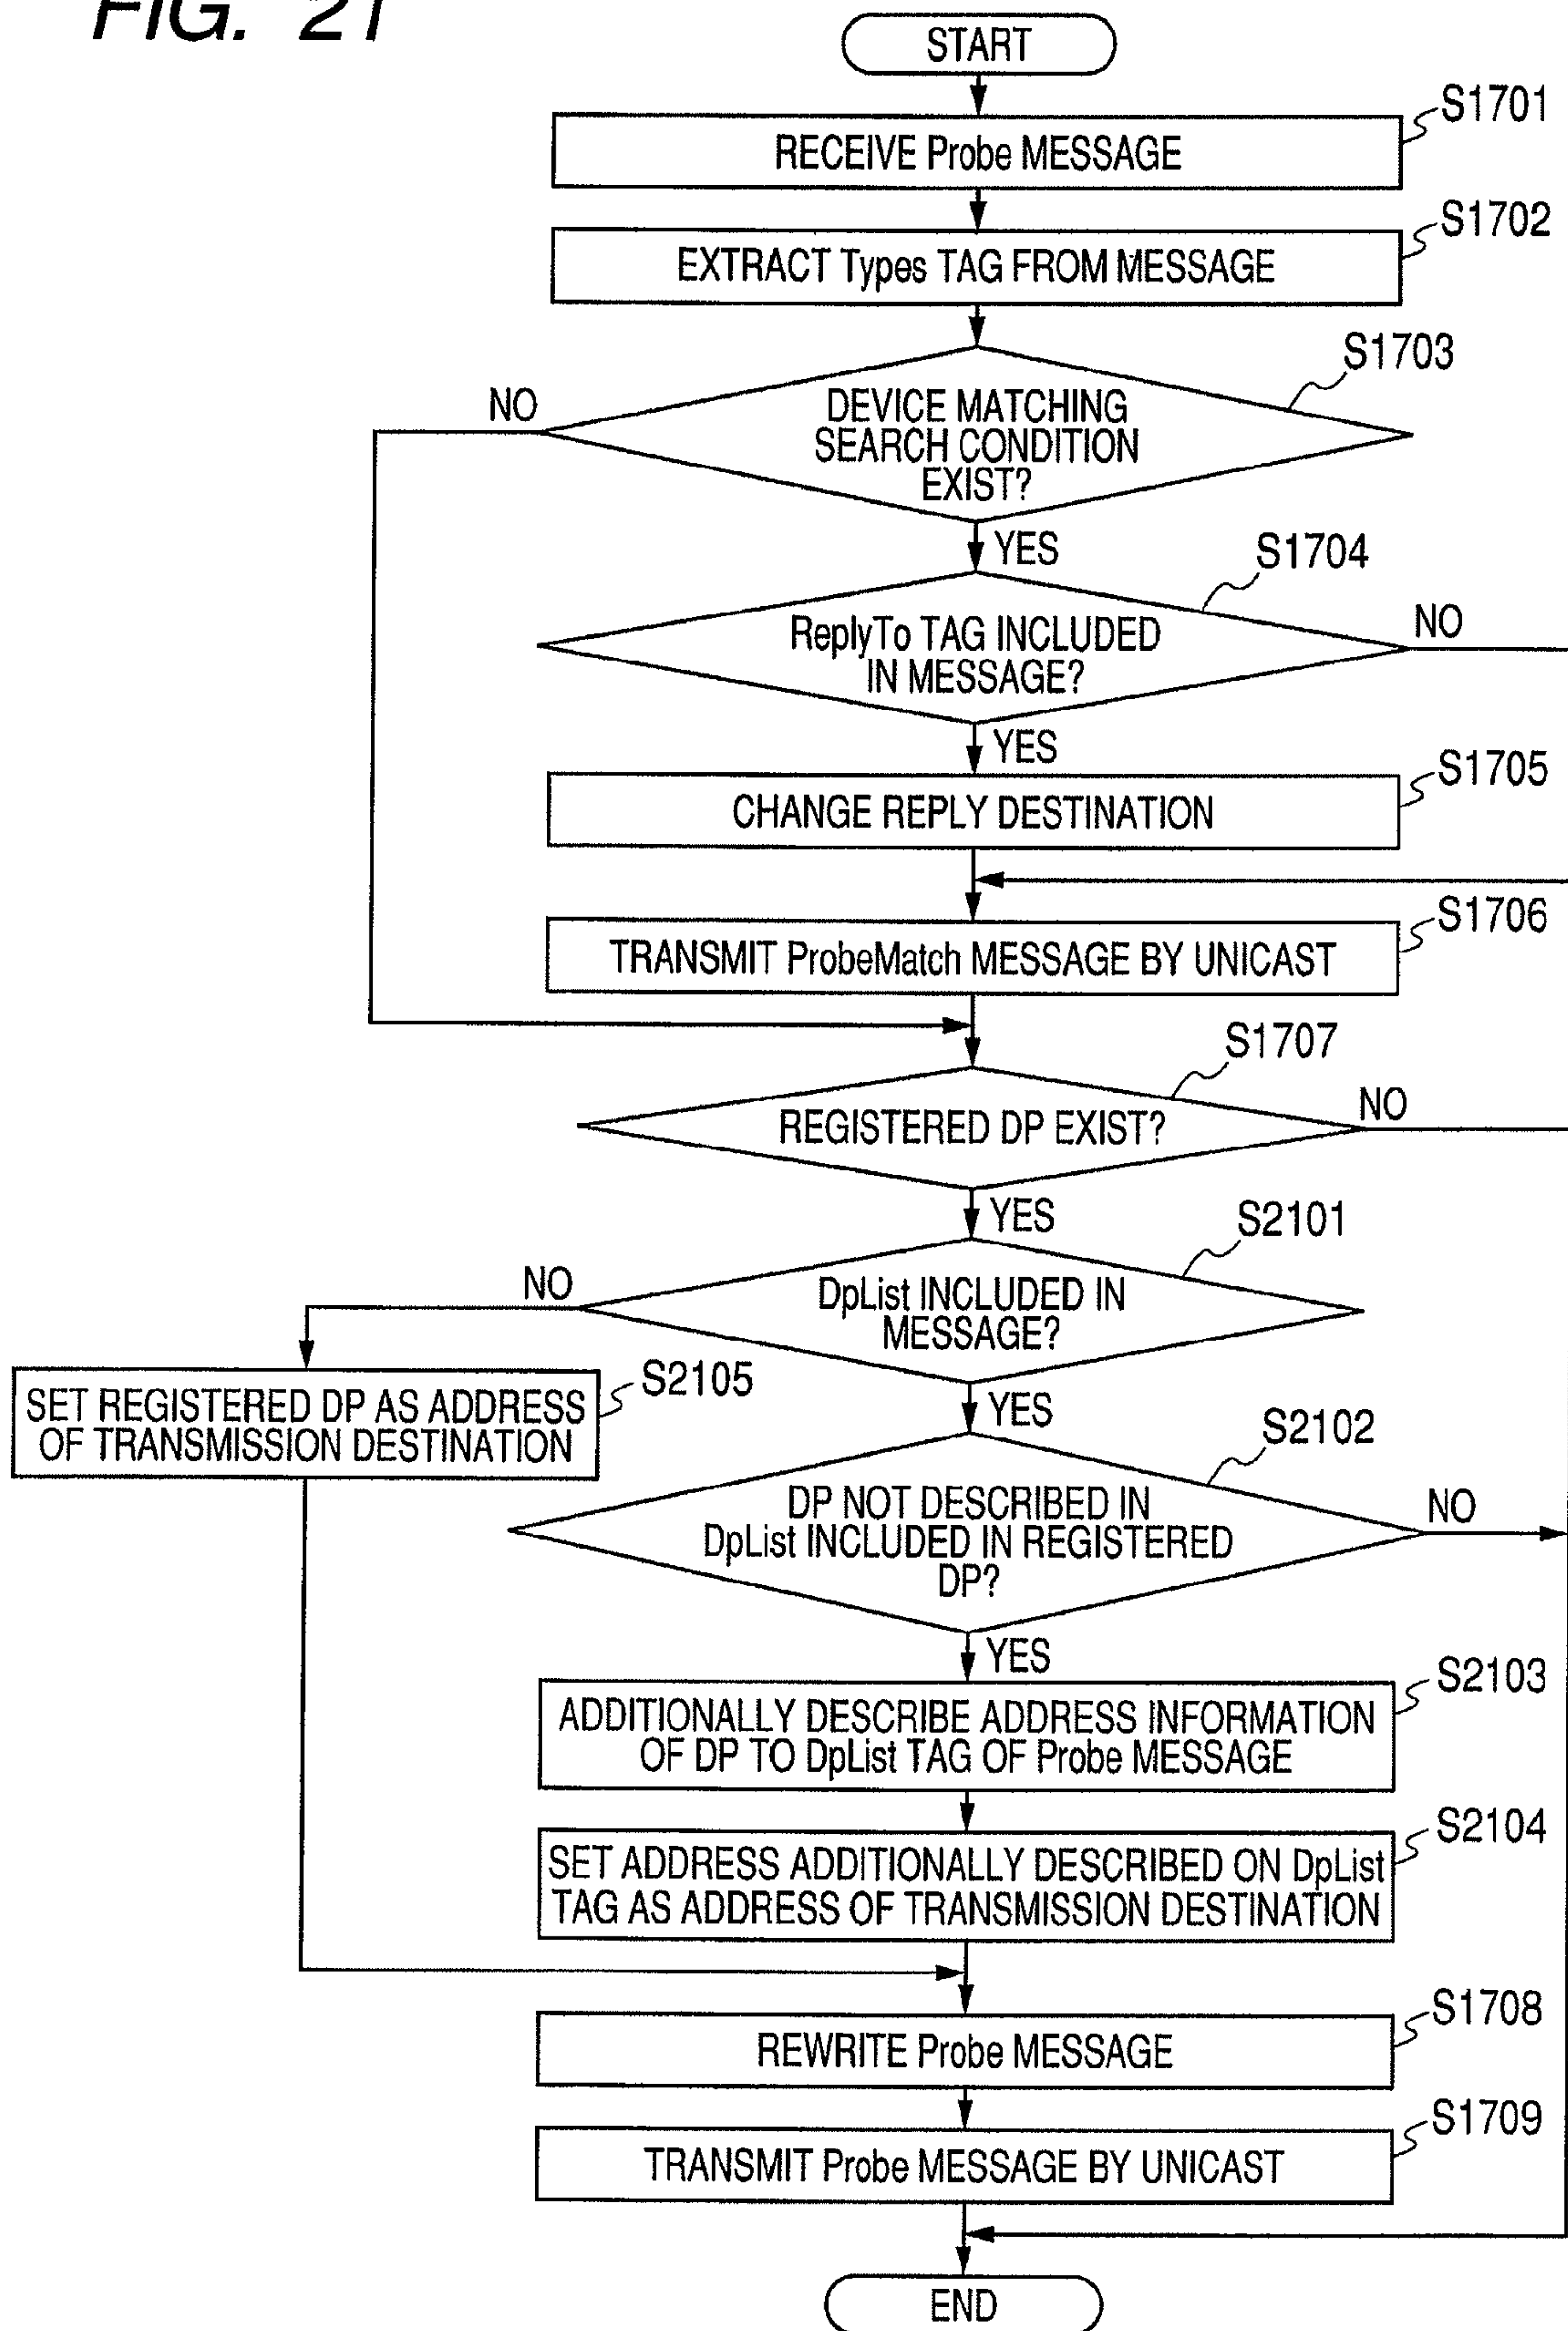 FIG. 21
START
S1701
RECEIVE Probe MESSAGE
S1702
EXTRACT Types TAG FROM MESSAGE
S1703
NO
DEVICE MATCHING
SEARCH CONDITION
EXIST?
YES
S1704
NO
ReplyTo TAG INCLUDED
IN MESSAGE?
YES
S1705
CHANGE REPLY DESTINATION
S1706
TRANSMIT ProbeMatch MESSAGE BY UNICAST
S1707
NO
REGISTERED DP EXIST?
YES
S2101
NO
DpList INCLUDED IN
MESSAGE?
S2105
SET REGISTERED DP AS ADDRESS
OF TRANSMISSION DESTINATION
YES
S2102
NO
DP NOT DESCRIBED IN
DpList INCLUDED IN REGISTERED
DP?
YES
S2103
ADDITIONALLY DESCRIBE ADDRESS INFORMATION
OF DP TO DpList TAG OF Probe MESSAGE
S2104
SET ADDRESS ADDITIONALLY DESCRIBED ON DpList
TAG AS ADDRESS OF TRANSMISSION DESTINATION
S1708
REWRITE Probe MESSAGE
S1709
TRANSMIT Probe MESSAGE BY UNICAST
END